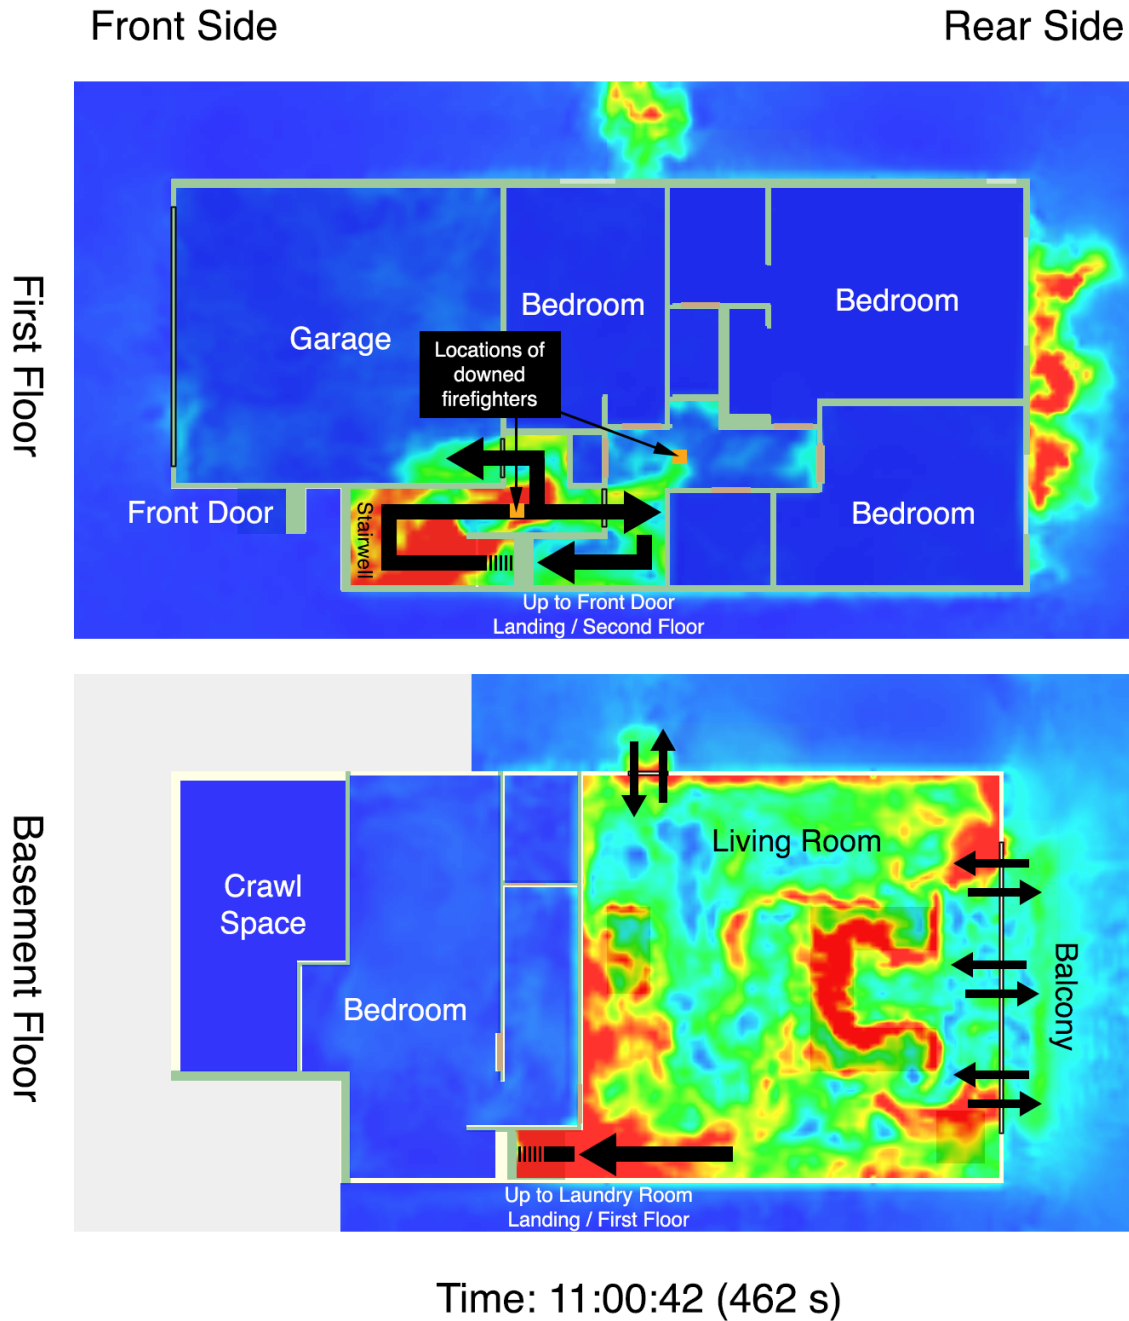 Front Side
Rear Side
First Floor
Garage
Bedroom
Bedroom
Locations of
downed
firefighters
Front Door
Stairwell
Bedroom
Up to Front Door
Landing / Second Floor
Basement Floor
Living Room
Crawl
Space
Bedroom
Balcony
Up to Laundry Room
Landing / First Floor
Time: 11:00:42 (462 s)